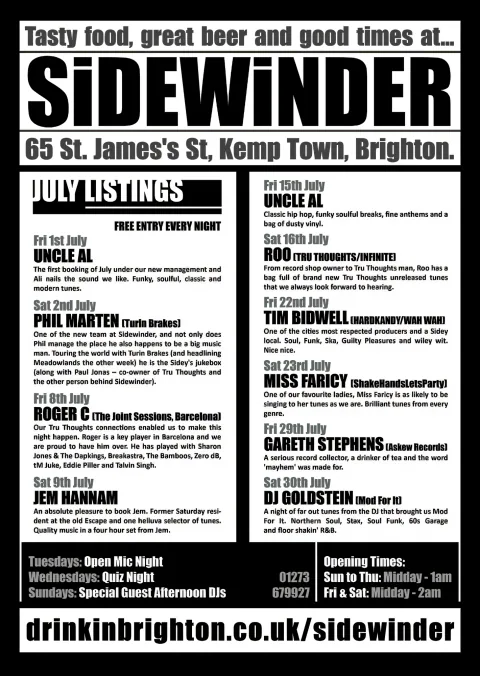 Tasty food, great beer and good times at...
SiDEWiNDER
65 St. James's St, Kemp Town, Brighton.
JULY LISTINGS
FREE ENTRY EVERY NIGHT
Fri 1st July
UNCLE AL
The first booking of July under our new management and
Ali nails the sound we like. Funky, soulful, classic and
modern tunes.
Sat 2nd July
PHIL MARTEN (Turin Brakes)
One of the new team at Sidewinder, and not only does
Phil manage the place he also happens to be a big music
man. Touring the world with Turin Brakes (and headlining
Meadowlands the other week) he is the Sidey's jukebox
(along with Paul Jonas – co-owner of Tru Thoughts and
the other person behind Sidewinder).
Fri 8th July
ROGER C (The Joint Sessions, Barcelona)
Our Tru Thoughts connections enabled us to make this
night happen. Roger is a key player in Barcelona and we
are proud to have him over. He has played with Sharon
Jones & The Dapkings, Breakastra, The Bamboos, Zero dB,
tM Juke, Eddie Piller and Talvin Singh.
Sat 9th July
JEM HANNAM
An absolute pleasure to book Jem. Former Saturday resi-
dent at the old Escape and one helluva selector of tunes.
Quality music in a four hour set from Jem.
Fri 15th July
UNCLE AL
Classic hip hop, funky soulful breaks, fine anthems and a
bag of dusty vinyl.
Sat 16th July
ROO (TRU THOUGHTS/INFINITE)
From record shop owner to Tru Thoughts man, Roo has a
bag full of brand new Tru Thoughts unreleased tunes
that we always look forward to hearing.
Fri 22nd July
TIM BIDWELL (HARDKANDY/WAH WAH)
One of the cities most respected producers and a Sidey
local. Soul, Funk, Ska, Guilty Pleasures and wiley wit.
Nice nice.
Sat 23rd July
MISS FARICY (ShakeHandsLetsParty)
One of our favourite ladies, Miss Faricy is as likely to be
singing to her tunes as we are. Brilliant tunes from every
genre.
Fri 29th July
GARETH STEPHENS (Askew Records)
A serious record collector, a drinker of tea and the word
'mayhem' was made for.
Sat 30th July
DJ GOLDSTEIN (Mod For It)
A night of far out tunes from the DJ that brought us Mod
For It. Northern Soul, Stax, Soul Funk, 60s Garage
and floor shakin' R&B.
Tuesdays: Open Mic Night
Wednesdays: Quiz Night
Sundays: Special Guest Afternoon DJs
01273
679927
Opening Times:
Sun to Thu: Midday - 1am
Fri & Sat: Midday - 2am
drinkinbrighton.co.uk/sidewinder